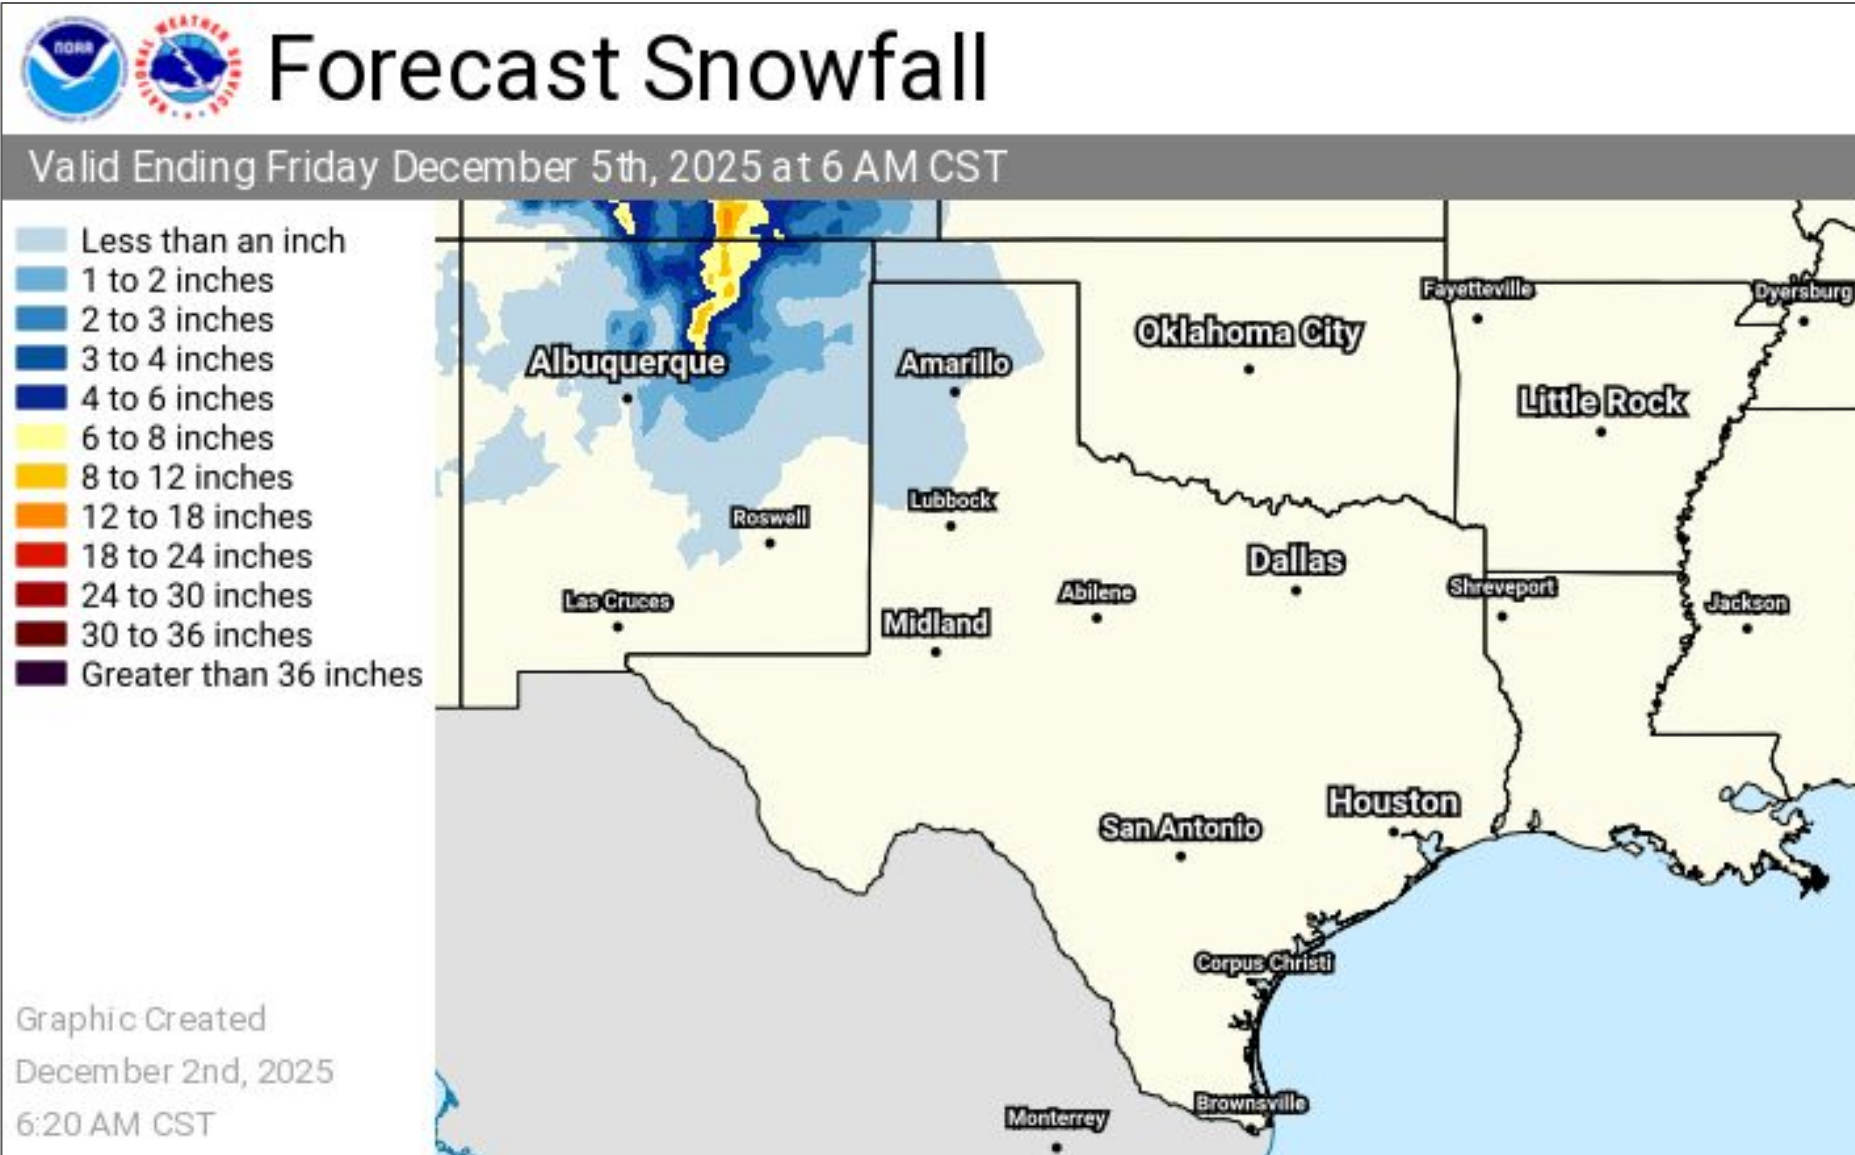 NOAA
NATIONAL WEATHER SERVICE
Forecast Snowfall
Valid Ending Friday December 5th, 2025 at 6 AM CST
Less than an inch
1 to 2 inches
2 to 3 inches
3 to 4 inches
4 to 6 inches
6 to 8 inches
8 to 12 inches
12 to 18 inches
18 to 24 inches
24 to 30 inches
30 to 36 inches
Greater than 36 inches
Graphic Created
December 2nd, 2025
6:20 AM CST
Fayetteville
Dyersburg
Oklahoma City
Albuquerque
Amarillo
Little Rock
Lubbock
Roswell
Dallas
Shreveport
Abilene
Las Cruces
Jackson
Midland
Houston
San Antonio
Corpus Christi
Brownsville
Monterrey